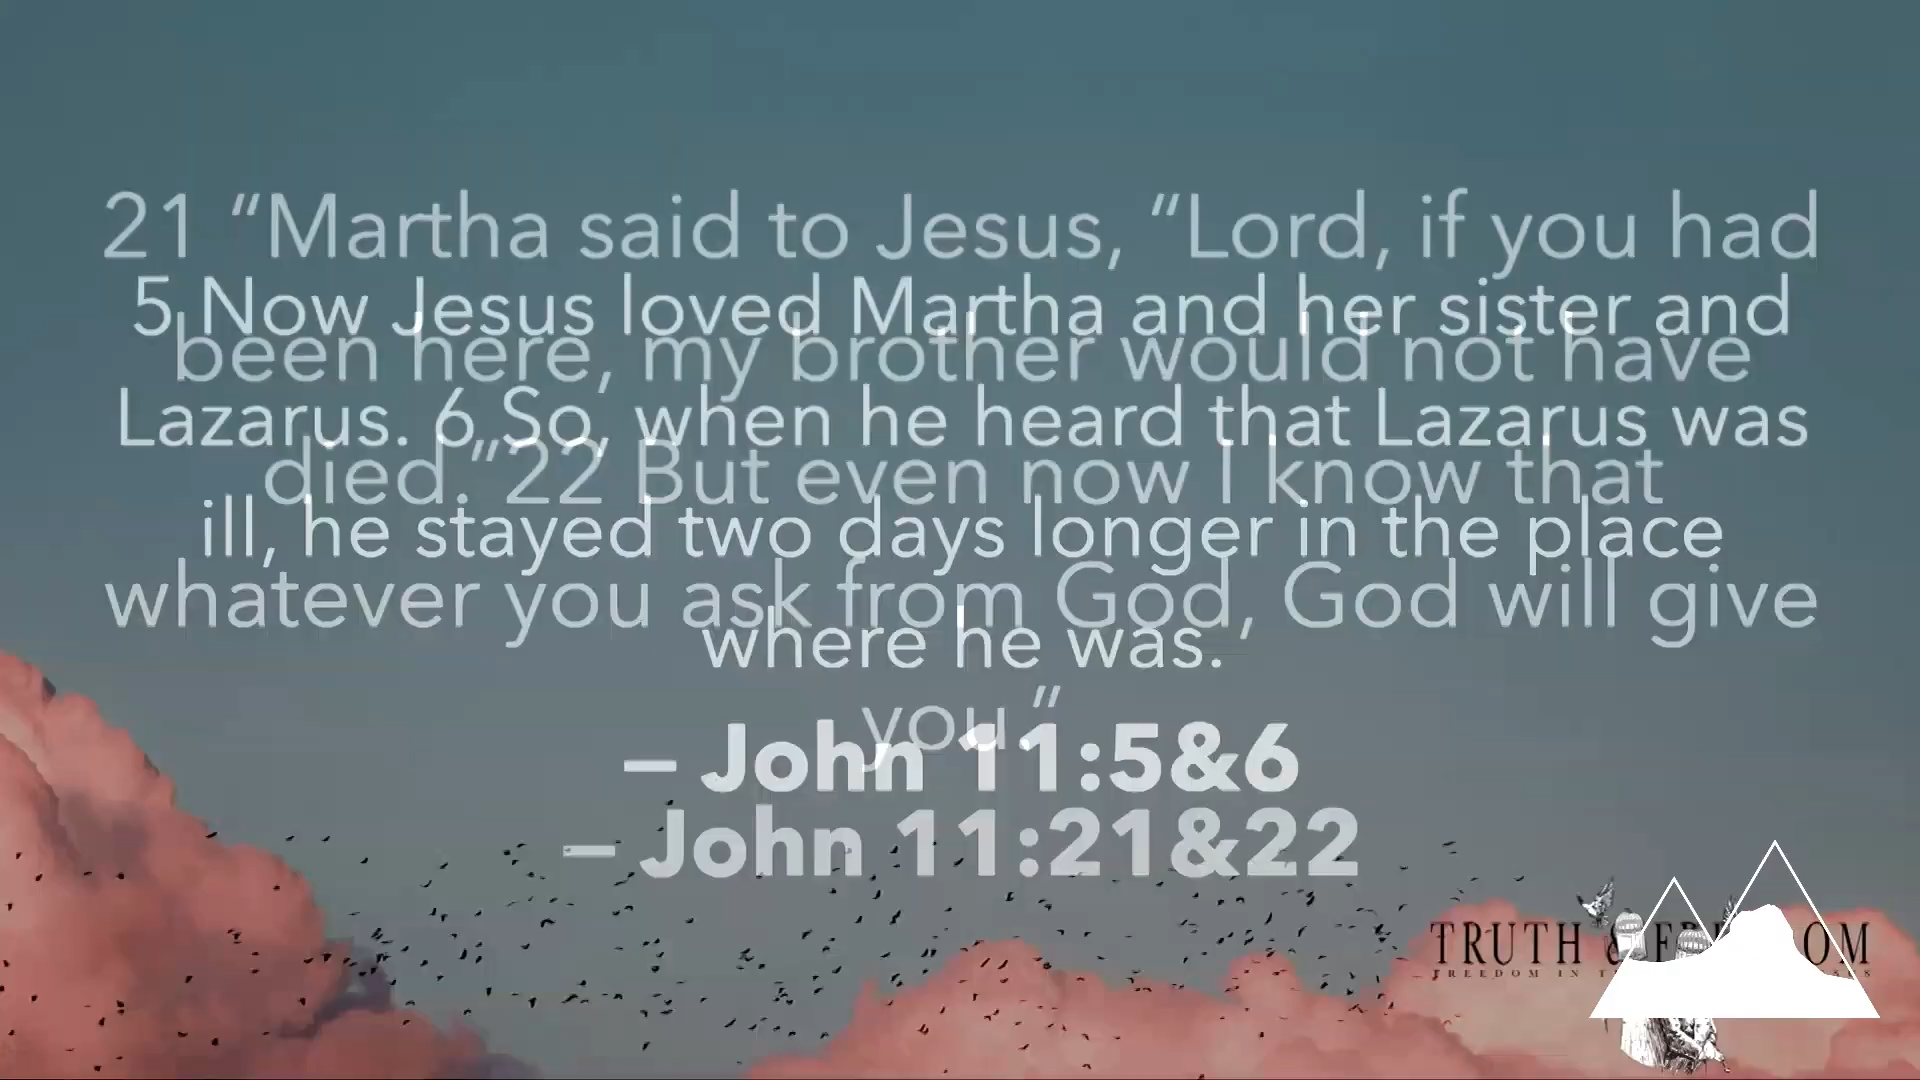 21 “Martha said to Jesus, “Lord, if you had
been here, my brother would not have
died.”22 But even now I know that
whatever you ask from God, God will give
you.”
– John 11:21&22
5 Now Jesus loved Martha and her sister and
Lazarus. 6 So, when he heard that Lazarus was
ill, he stayed two days longer in the place
where he was.
– John 11:5&6
TRUTH &
FREEDOM IN